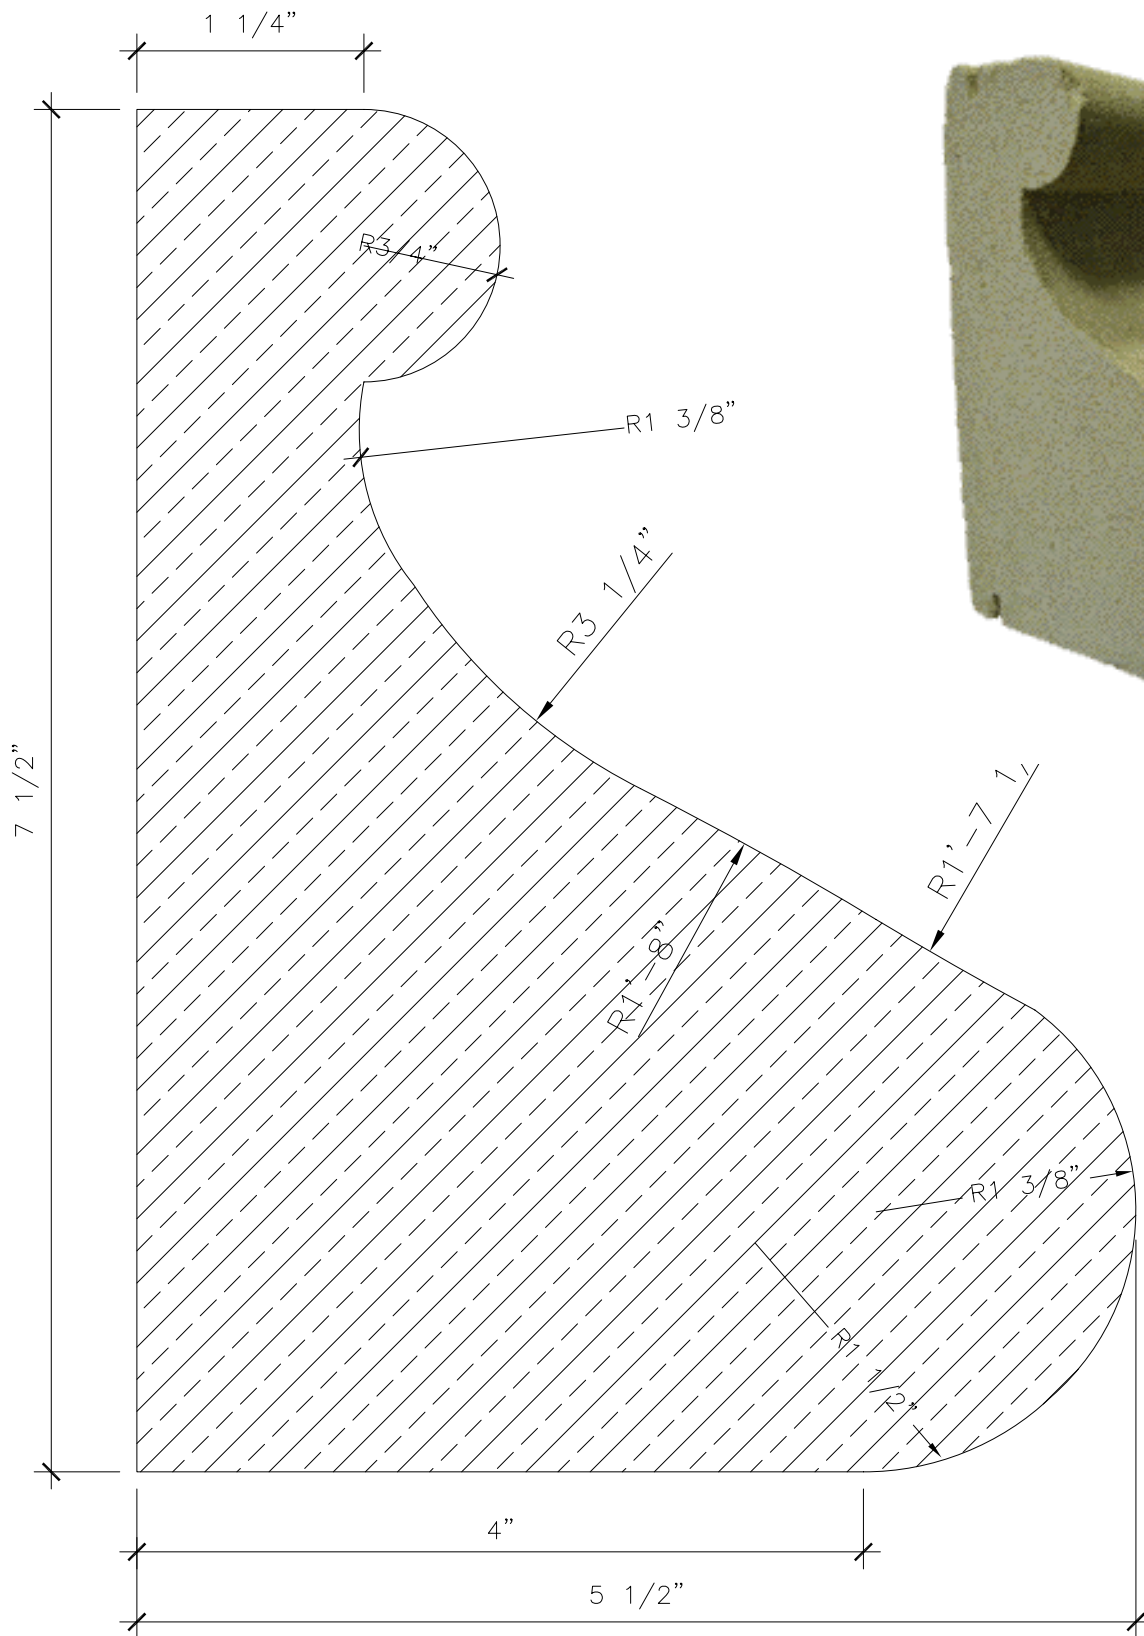 1 1/4”
R3/4”
R1 3/8”
R3 1/4”
7 1/2”
R1’–7 1/
R1’–8”
R1 3/8”
R1 1/2”
4”
5 1/2”